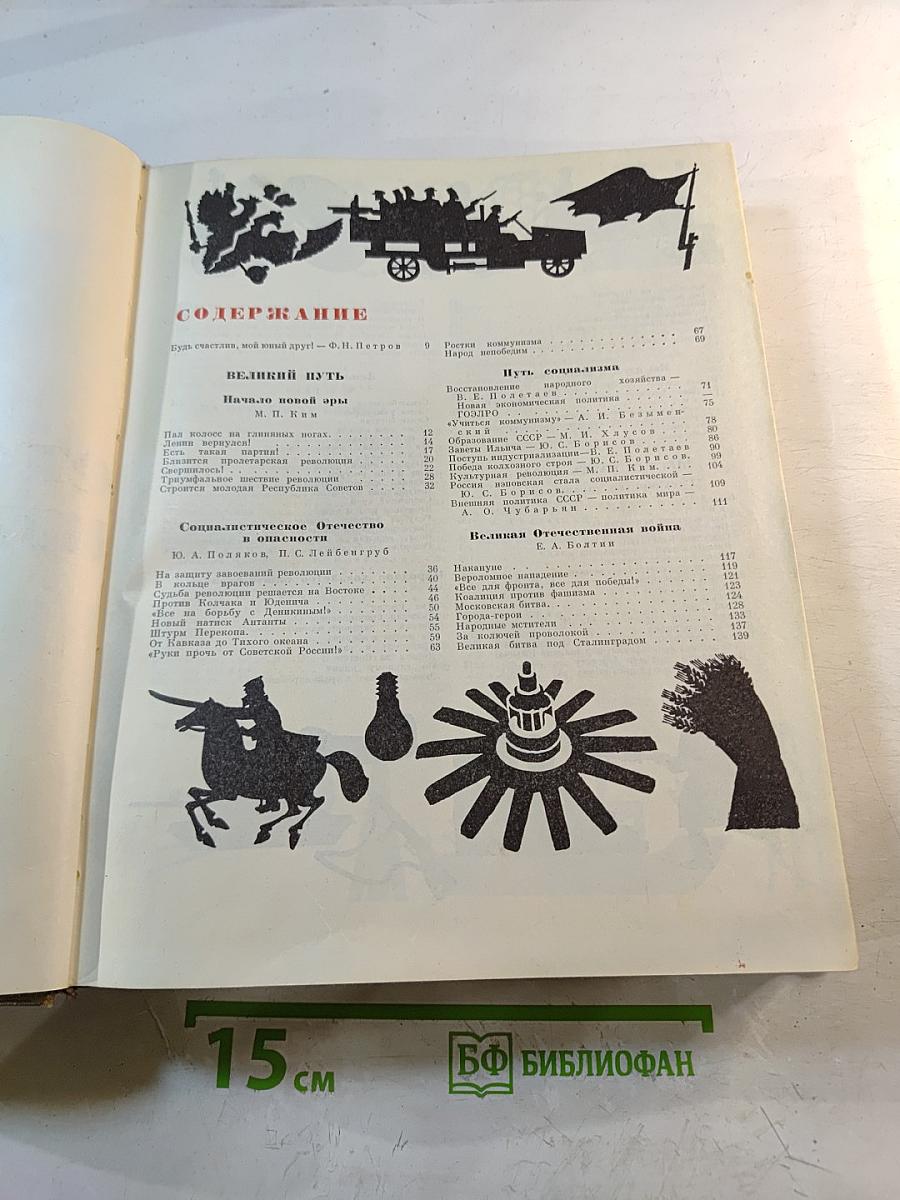 СОДЕРЖАНИЕ
Будь счастлив, мой юный друг! — Ф. Н. Петров 9
ВЕЛИКИЙ ПУТЬ
Начало новой эры
М. П. Ким
Пал колосс на глиняных ногах. 12
Ленин вернулся! 14
Есть такая партия! 17
Близится пролетарская революция 20
Свершилось! 22
Триумфальное шествие революции 28
Строится молодая Республика Советов 32
Социалистическое Отечество
в опасности
Ю. А. Поляков, П. С. Лейбенгруб
На защиту завоеваний революции 36
В кольце врагов 40
Судьба революции решается на Востоке 44
Против Колчака и Юденича 46
«Все на борьбу с Деникиным!» 50
Новый натиск Антанты 54
Штурм Перекопа. 55
От Кавказа до Тихого океана 59
«Руки прочь от Советской России!» 63
Ростки коммунизма 67
Народ непобедим 69
Путь социализма
Восстановление народного хозяйства —
В. Е. Полетаев 71
Новая экономическая политика —
ГОЭЛРО 75
«Учиться коммунизму» — А. И. Безымен-
ский 78
Образование СССР — М. И. Хлусов 80
Заветы Ильича — Ю. С. Борисов 86
Поступь индустриализации — В. Е. Полетаев 90
Победа колхозного строя — Ю. С. Борисов. 99
Культурная революция — М. П. Ким. 104
Россия нэповская стала социалистической —
Ю. С. Борисов. 109
Внешняя политика СССР — политика мира —
А. О. Чубарьян 111
Великая Отечественная война
Е. А. Болтин
Накануне 117
Вероломное нападение 119
«Все для фронта, все для победы!» 121
Коалиция против фашизма 123
Московская битва. 124
Города-герои 128
Народные мстители 133
За колючей проволокой 137
Великая битва под Сталинградом 139
15 см
БФ БИБЛИОФАН